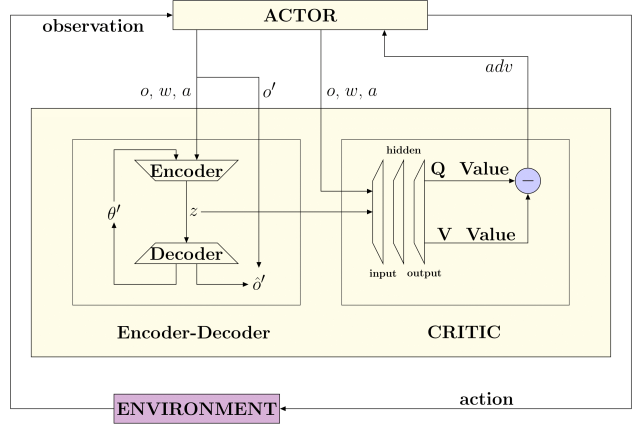 ACTOR
observation
adv
o, w, a
o′
o, w, a
hidden
Encoder
Q Value
−
θ′
z
V Value
Decoder
input
output
ô′
Encoder-Decoder
CRITIC
ENVIRONMENT
action